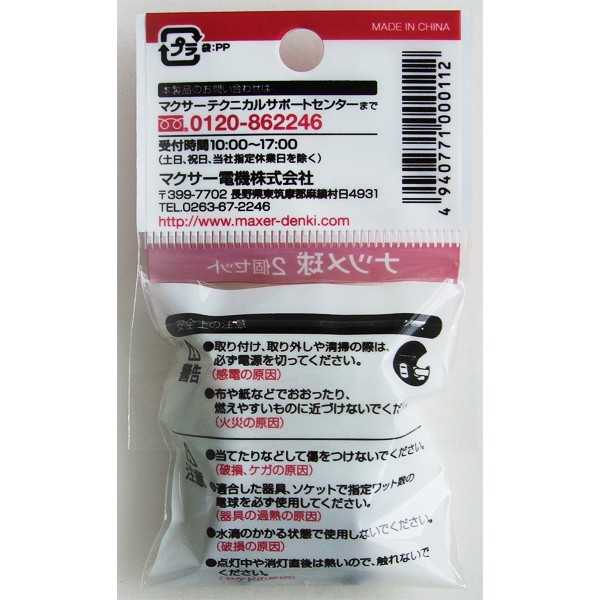 プラ 袋:PP
MADE IN CHINA
本製品のお問い合わせは
マクサーテクニカルサポートセンターまで
0120-862246
受付時間10:00〜17:00
(土日、祝日、当社指定休業日を除く)
マクサー電機株式会社
〒399-7702 長野県東筑摩郡麻績村日4931
TEL.0263-67-2246
http://www.maxer-denki.com
4 940771 000112
ナツメ球 2個セット
安全上の注意
警告
●取り付け、取り外しや清掃の際は、
必ず電源を切ってください。
(感電の原因)
●布や紙などでおおったり、
燃えやすいものに近づけないでくだ
(火災の原因)
注意
●当てたりなどして傷をつけないでください。
(破損、ケガの原因)
●適合した器具、ソケットで指定ワット数の
電球を必ず使用してください。
(器具の過熱の原因)
●水滴のかかる状態で使用しないでください。
(破損の原因)
●点灯中や消灯直後は熱いので、触れないで